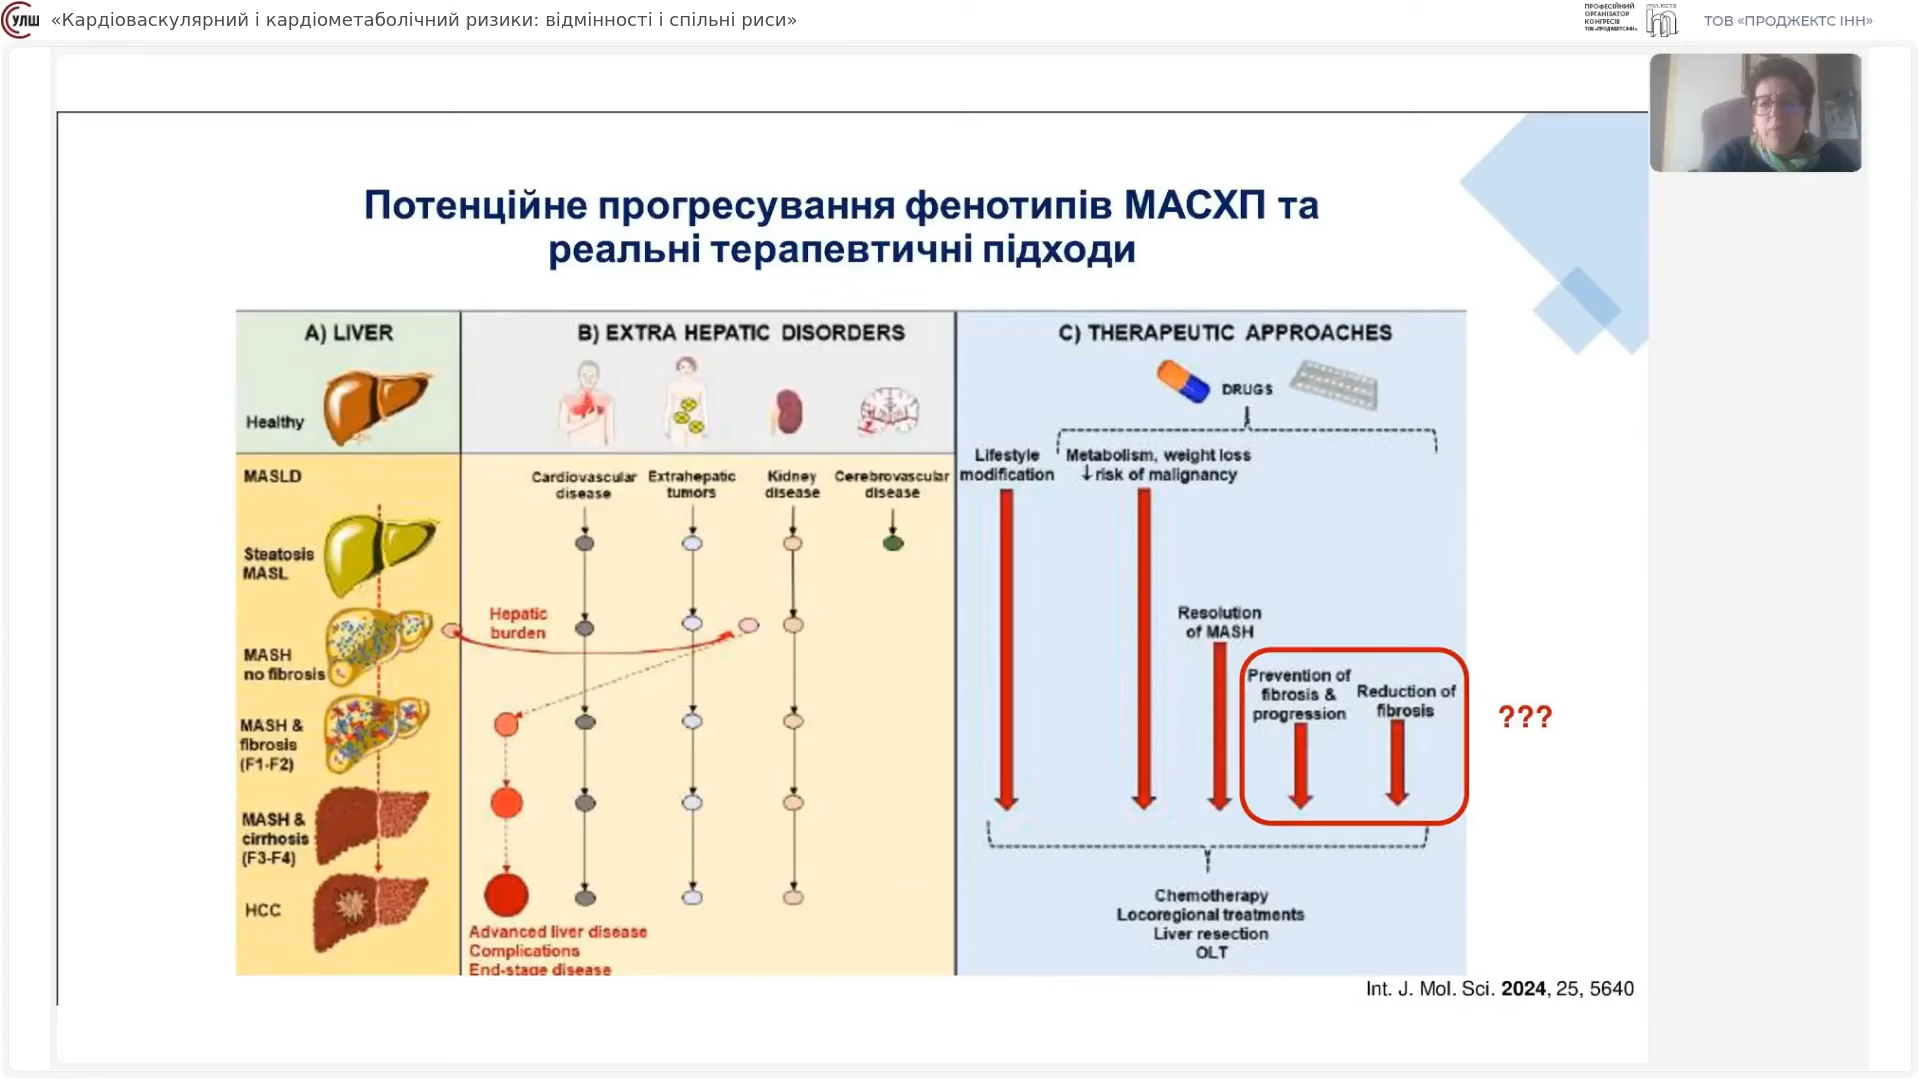 УЛШ
«Кардіоваскулярний і кардіометаболічний ризики: відмінності і спільні риси»
ПРОФЕСІЙНИЙ
ОРГАНІЗАТОР
КОНГРЕСІВ
ТОВ «ПРОДЖЕКТС ІНН»
Потенційне прогресування фенотипів МАСХП та
реальні терапевтичні підходи
A) LIVER
B) EXTRA HEPATIC DISORDERS
C) THERAPEUTIC APPROACHES
DRUGS
Healthy
Lifestyle
modification
Metabolism, weight loss
↓ risk of malignancy
MASLD
Cardiovascular
disease
Extrahepatic
tumors
Kidney
disease
Cerebrovascular
disease
Steatosis
MASL
Hepatic
burden
Resolution
of MASH
MASH
no fibrosis
Prevention of
fibrosis &
progression
Reduction of
fibrosis
???
MASH &
fibrosis
(F1-F2)
MASH &
cirrhosis
(F3-F4)
HCC
Advanced liver disease
Complications
End-stage disease
Chemotherapy
Locoregional treatments
Liver resection
OLT
Int. J. Mol. Sci. 2024, 25, 5640